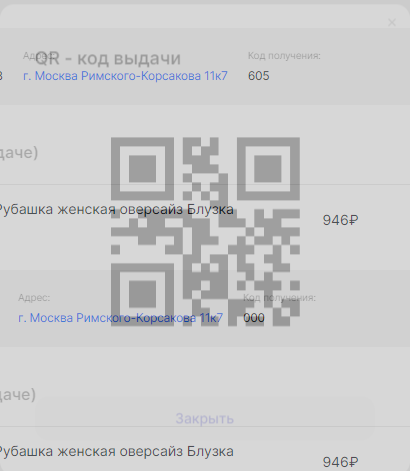 ×
Адрес: Код получения:
QR - код выдачи
г. Москва Римского-Корсакова 11к7 605
даче)
Рубашка женская оверсайз Блузка
946₽
Адрес: Код получения:
г. Москва Римского-Корсакова 11к7 000
даче)
Закрыть
Рубашка женская оверсайз Блузка
946₽